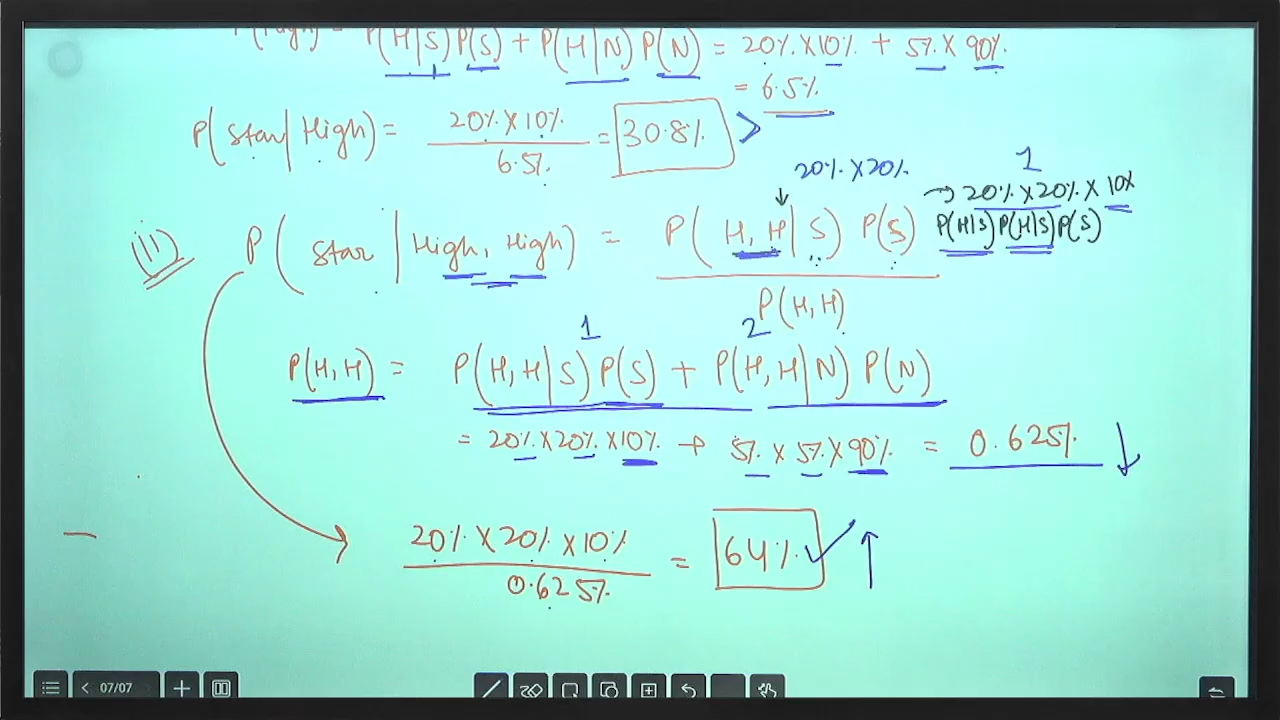 P(High) = P(H|S)P(S) + P(H|N) P(N) = 20% X 10% + 5% X 90%
= 6.5%
P(Star|High) = 20% X 10% / 6.5% = 30.8% >
20% X 20%
1
→ 20% X 20% X 10%
P(H|S) P(H|S) P(S)
(ii) P(Star | High, High) = P(H, H|S) P(S) / P(H, H)
1 2
P(H, H) = P(H, H|S) P(S) + P(H, H|N) P(N)
= 20% X 20% X 10% → 5% X 5% X 90% = 0.625% ↓
20% X 20% X 10% / 0.625% = 64% ✓ ↑
07/07